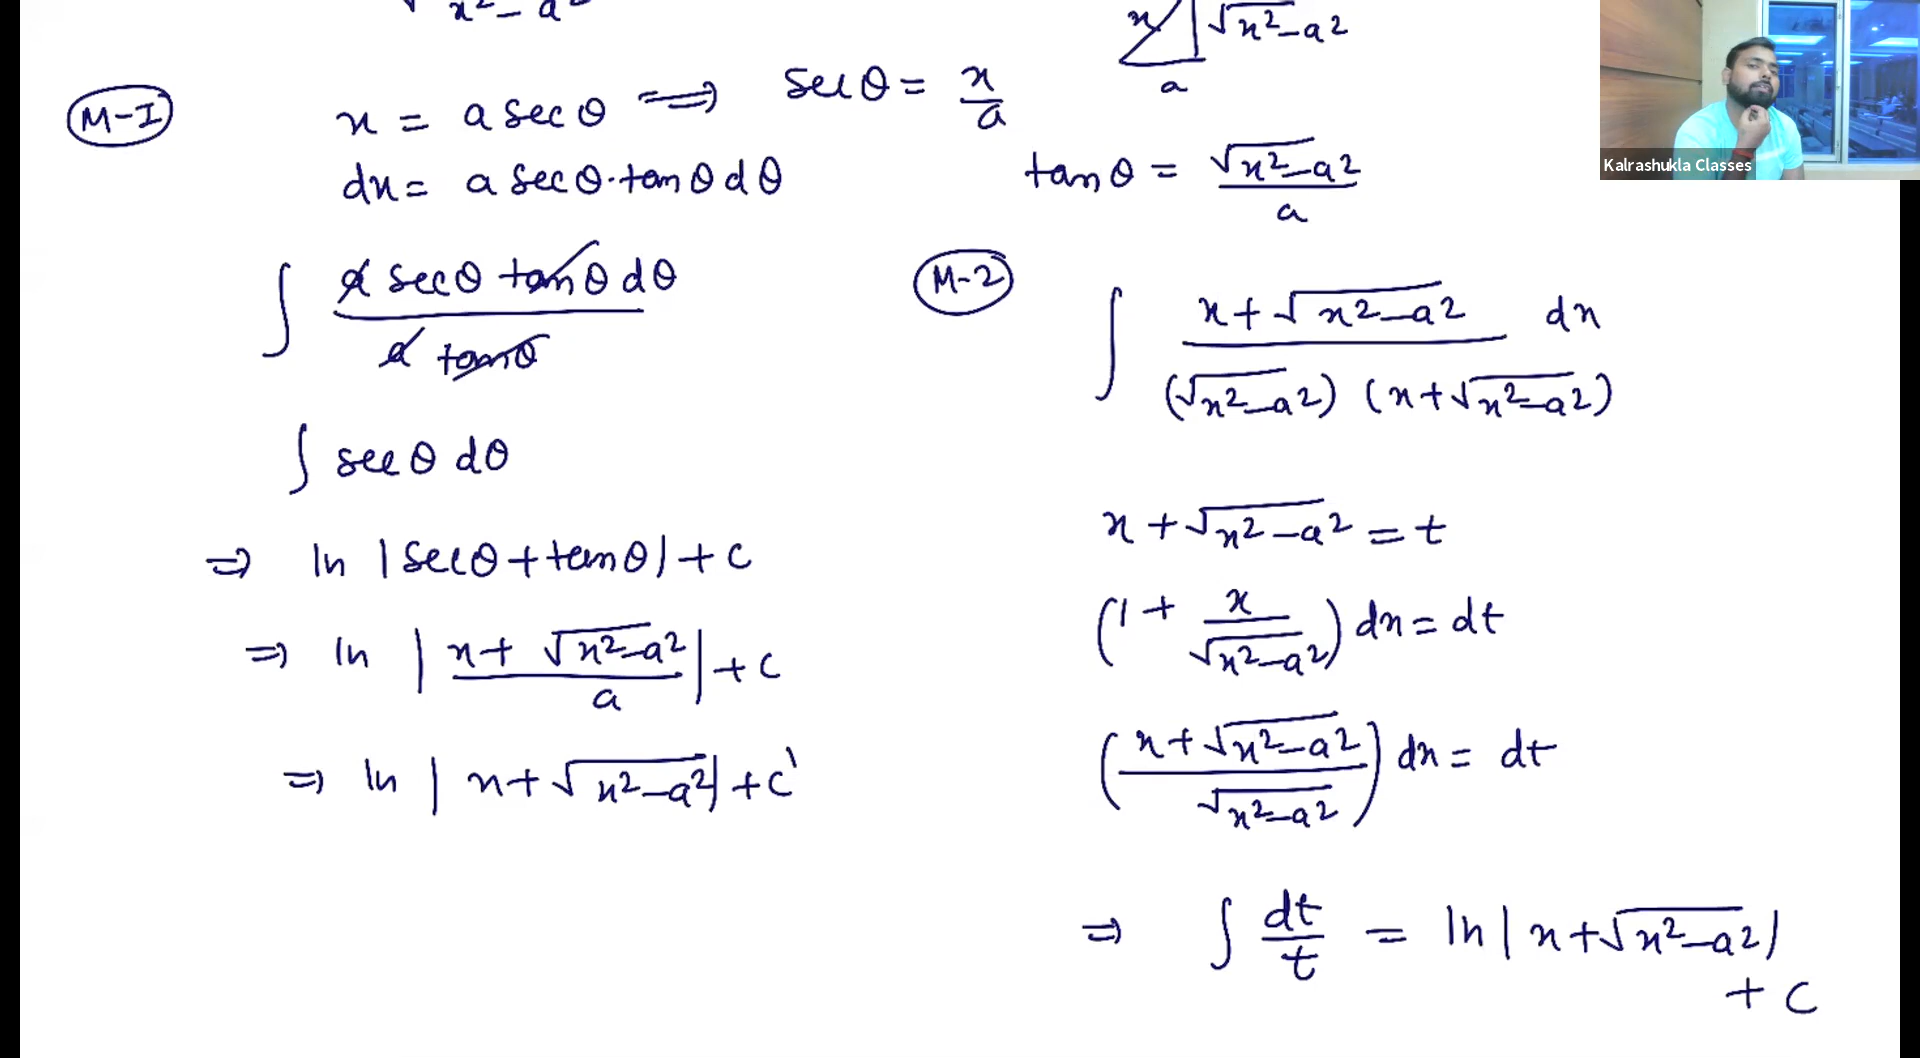 √x²-a²
x
√x²-a²
a
M-I
x = a secθ ⟹ secθ = x/a
dx = a secθ·tanθ dθ
tanθ = √x²-a² / a
∫ a secθ tanθ dθ / a tanθ
∫ secθ dθ
⇒ ln |secθ + tanθ| + c
⇒ ln | x + √x²-a² / a | + c
⇒ ln | x + √x²-a² | + c'
M-2
∫ x + √x²-a² / (√x²-a²) (x + √x²-a²) dx
x + √x²-a² = t
(1 + x/√x²-a²) dx = dt
(x + √x²-a² / √x²-a²) dx = dt
⇒ ∫ dt/t = ln | x + √x²-a² |
+ c
Kalrashukla Classes